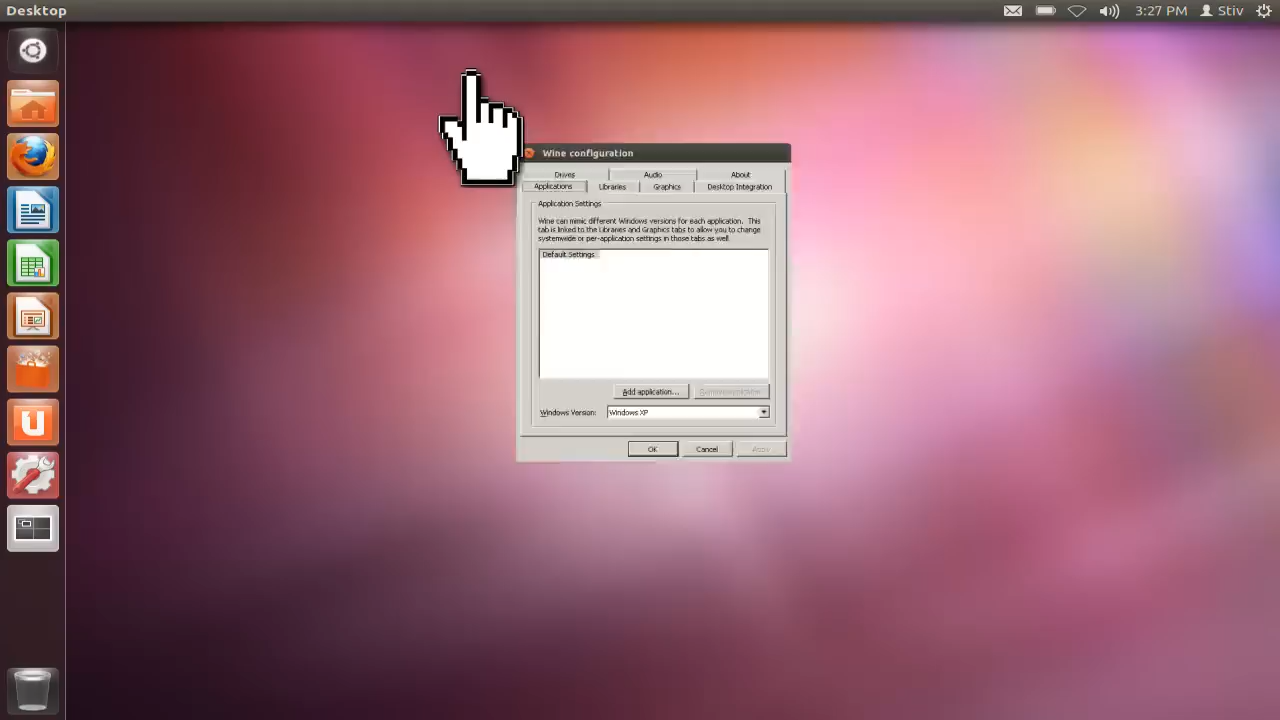 Desktop
3:27 PM
Stiv
Wine configuration
Drives
Audio
About
Applications
Libraries
Graphics
Desktop Integration
Application Settings
Wine can mimic different Windows versions for each application. This
tab is linked to the Libraries and Graphics tabs to allow you to change
systemwide or per-application settings in those tabs as well.
Default Settings
Add application...
Windows Version:
Windows XP
OK
Cancel
Apply